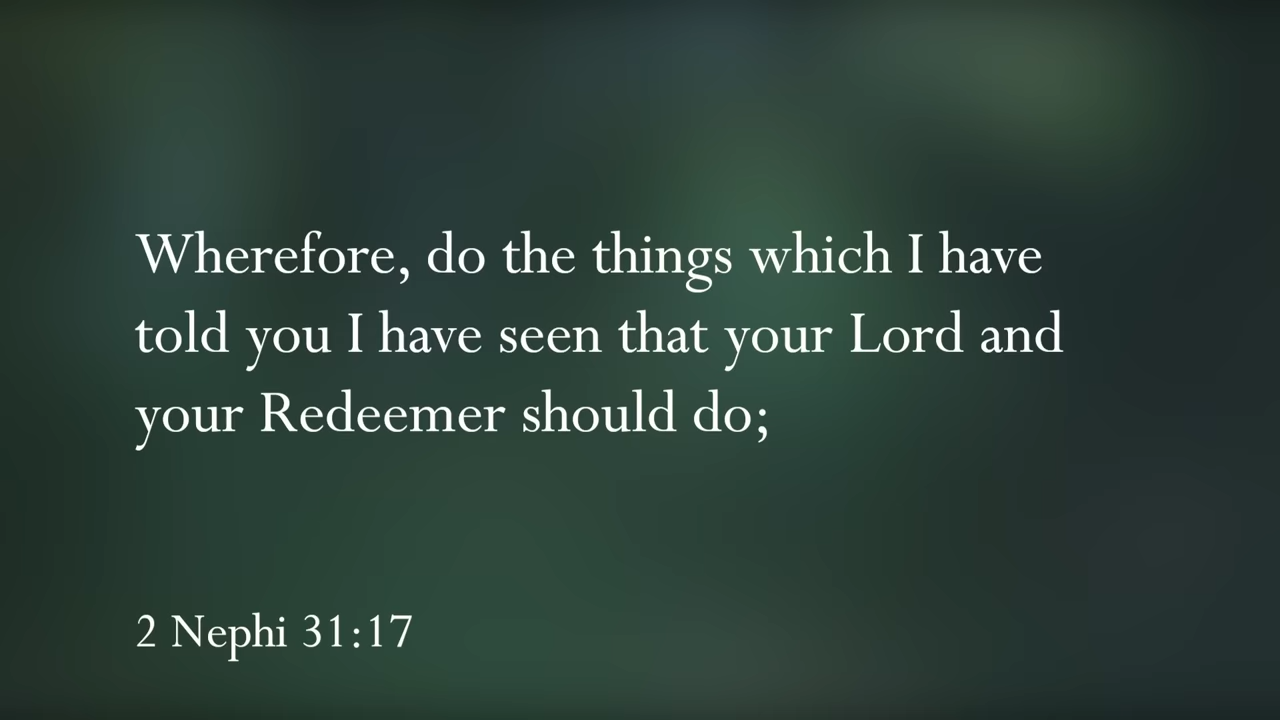 Wherefore, do the things which I have
told you I have seen that your Lord and
your Redeemer should do;
2 Nephi 31:17